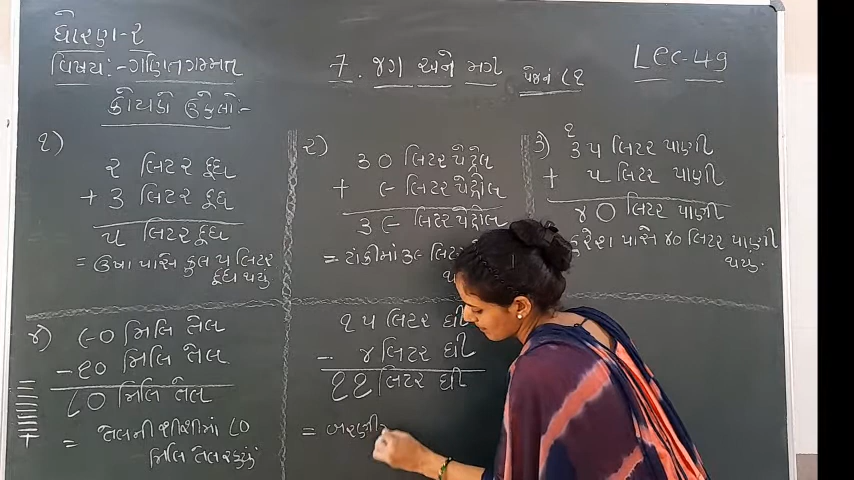 ધોરણ-૨
વિષય:-ગણિતગમ્મત
7. જગ અને મગ
પેજનં ૮૧
Lec-49
કોયડો ઉકેલો:-
૧)
૨ લિટર દૂધ
+ ૩ લિટર દૂધ
૫ લિટર દૂધ
= ઉષા પાસે કુલ ૫ લિટર
દૂધ થયું
૨)
૩૦ લિટર પેટ્રોલ
+ ૯ લિટર પેટ્રોલ
૩૯ લિટર પેટ્રોલ
= ટાંકીમાં ૩૯ લિટર
૩)
૧
૩૫ લિટર પાણી
+ ૫ લિટર પાણી
૪૦ લિટર પાણી
પાસે ૪૦ લિટર પાણી
થયું.
૪)
૯૦ મિલિ તેલ
- ૧૦ મિલિ તેલ
૮૦ મિલિ તેલ
= તેલની શીશીમાં ૮૦
મિલિ તેલ રહ્યું
૧૫ લિટર ઘી
- ૪ લિટર ઘી
૧૧ લિટર ઘી
= બરણી